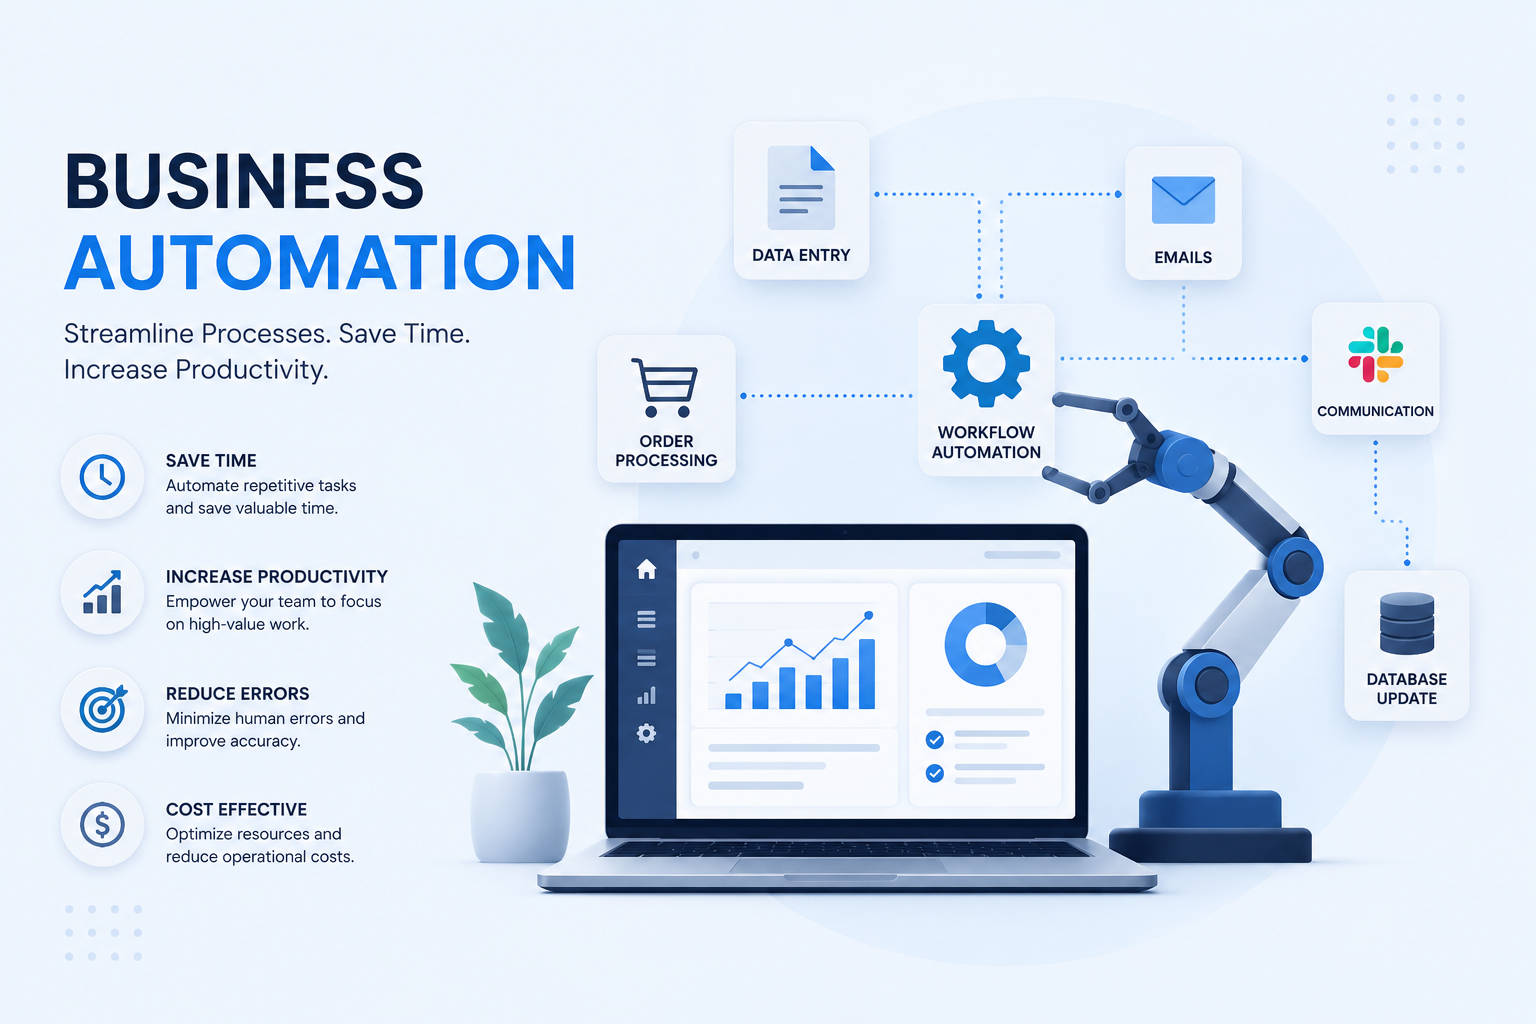 BUSINESS
AUTOMATION
Streamline Processes. Save Time.
Increase Productivity.
SAVE TIME
Automate repetitive tasks
and save valuable time.
INCREASE PRODUCTIVITY
Empower your team to focus
on high-value work.
REDUCE ERRORS
Minimize human errors and
improve accuracy.
COST EFFECTIVE
Optimize resources and
reduce operational costs.
DATA ENTRY
EMAILS
ORDER
PROCESSING
WORKFLOW
AUTOMATION
COMMUNICATION
DATABASE
UPDATE